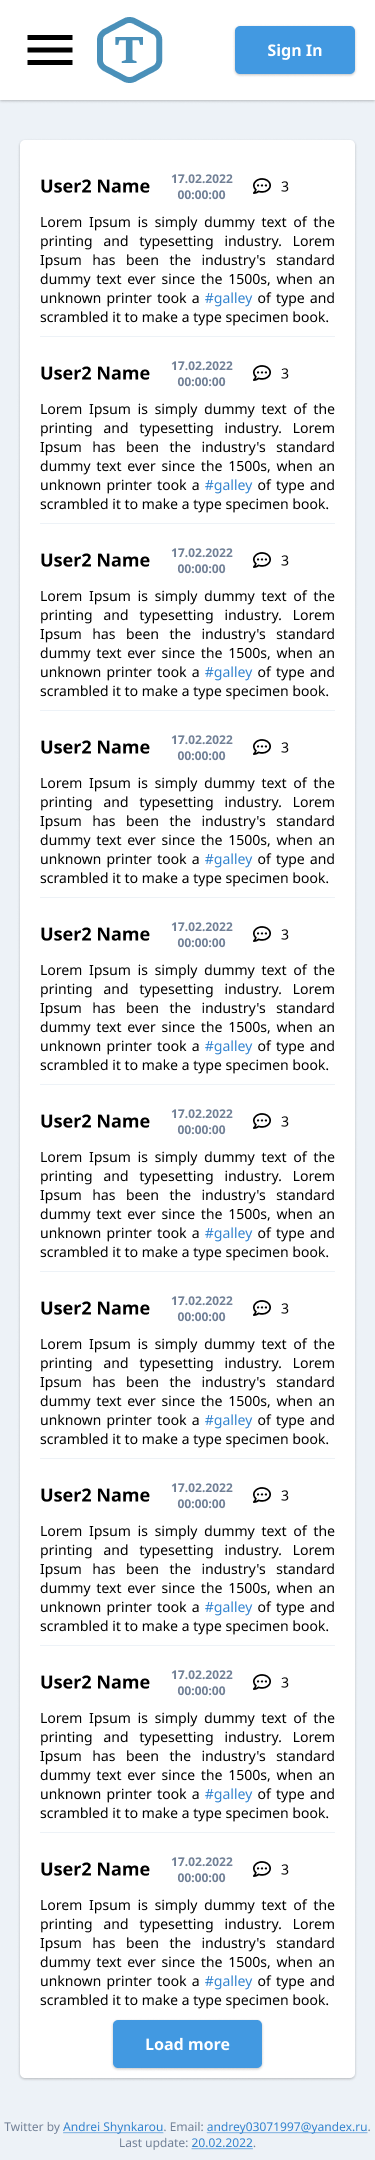 T
Sign In
User2 Name
17.02.2022
00:00:00
3
Lorem Ipsum is simply dummy text of the
printing and typesetting industry. Lorem
Ipsum has been the industry's standard
dummy text ever since the 1500s, when an
unknown printer took a #galley of type and
scrambled it to make a type specimen book.
User2 Name
17.02.2022
00:00:00
3
Lorem Ipsum is simply dummy text of the
printing and typesetting industry. Lorem
Ipsum has been the industry's standard
dummy text ever since the 1500s, when an
unknown printer took a #galley of type and
scrambled it to make a type specimen book.
User2 Name
17.02.2022
00:00:00
3
Lorem Ipsum is simply dummy text of the
printing and typesetting industry. Lorem
Ipsum has been the industry's standard
dummy text ever since the 1500s, when an
unknown printer took a #galley of type and
scrambled it to make a type specimen book.
User2 Name
17.02.2022
00:00:00
3
Lorem Ipsum is simply dummy text of the
printing and typesetting industry. Lorem
Ipsum has been the industry's standard
dummy text ever since the 1500s, when an
unknown printer took a #galley of type and
scrambled it to make a type specimen book.
User2 Name
17.02.2022
00:00:00
3
Lorem Ipsum is simply dummy text of the
printing and typesetting industry. Lorem
Ipsum has been the industry's standard
dummy text ever since the 1500s, when an
unknown printer took a #galley of type and
scrambled it to make a type specimen book.
User2 Name
17.02.2022
00:00:00
3
Lorem Ipsum is simply dummy text of the
printing and typesetting industry. Lorem
Ipsum has been the industry's standard
dummy text ever since the 1500s, when an
unknown printer took a #galley of type and
scrambled it to make a type specimen book.
User2 Name
17.02.2022
00:00:00
3
Lorem Ipsum is simply dummy text of the
printing and typesetting industry. Lorem
Ipsum has been the industry's standard
dummy text ever since the 1500s, when an
unknown printer took a #galley of type and
scrambled it to make a type specimen book.
User2 Name
17.02.2022
00:00:00
3
Lorem Ipsum is simply dummy text of the
printing and typesetting industry. Lorem
Ipsum has been the industry's standard
dummy text ever since the 1500s, when an
unknown printer took a #galley of type and
scrambled it to make a type specimen book.
User2 Name
17.02.2022
00:00:00
3
Lorem Ipsum is simply dummy text of the
printing and typesetting industry. Lorem
Ipsum has been the industry's standard
dummy text ever since the 1500s, when an
unknown printer took a #galley of type and
scrambled it to make a type specimen book.
User2 Name
17.02.2022
00:00:00
3
Lorem Ipsum is simply dummy text of the
printing and typesetting industry. Lorem
Ipsum has been the industry's standard
dummy text ever since the 1500s, when an
unknown printer took a #galley of type and
scrambled it to make a type specimen book.
Load more
Twitter by Andrei Shynkarou. Email: andrey03071997@yandex.ru.
Last update: 20.02.2022.